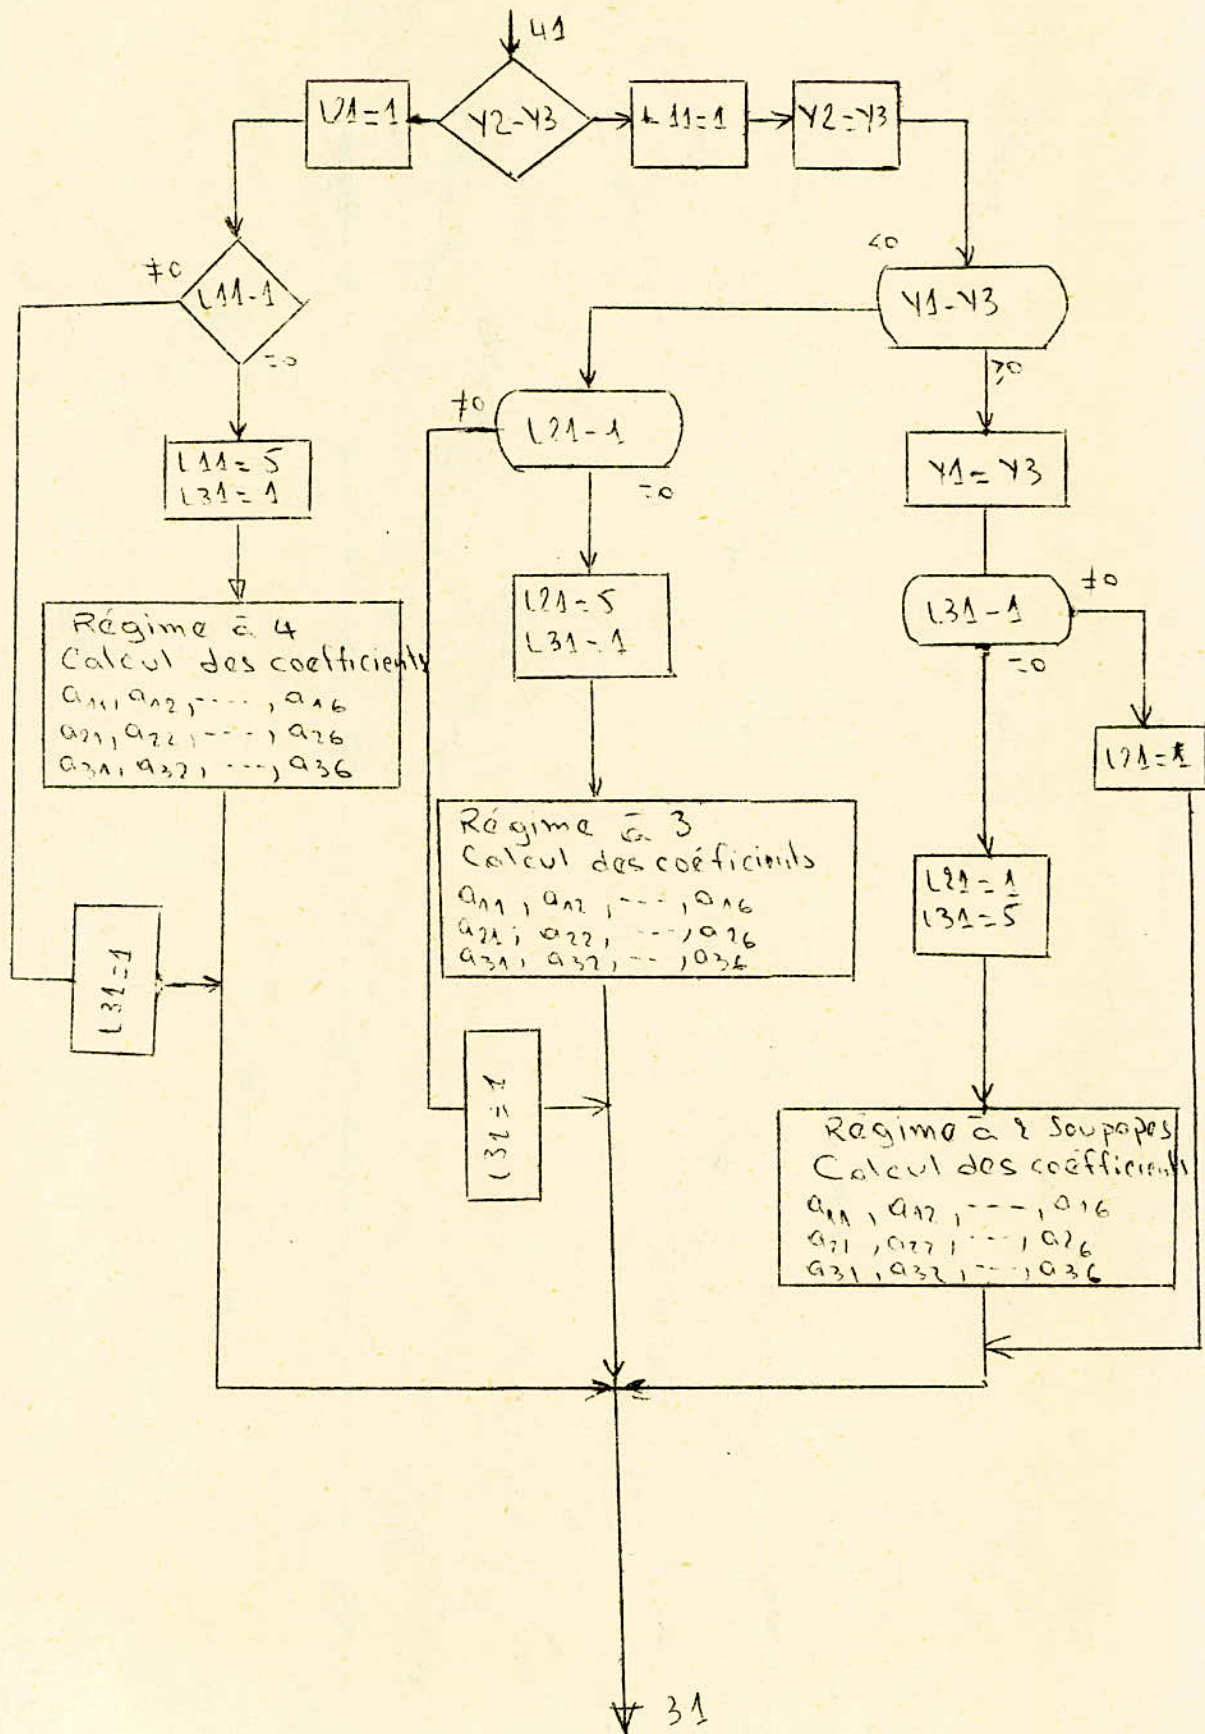 41
L21=1
Y2-Y3
L11=1
Y2=Y3
≠0
L11-1
=0
<0
Y1-Y3
≥0
≠0
L21-1
=0
L11=5
L31=1
Y1=Y3
L21=5
L31=1
L31-1
≠0
=0
Régime à 4
Calcul des coefficients
a11, a12, ----, a16
a21, a22, ---, a26
a31, a32, ---, a36
L21=1
Régime à 3
Calcul des coéficients
a11, a12, ---, a16
a21, a22, ---, a26
a31, a32, --, a36
L21=1
L31=5
L31=1
L31=1
Régime à 2 Soupapes
Calcul des coéfficients
a11, a12, ---, a16
a21, a22, ---, a26
a31, a32, ---, a36
31